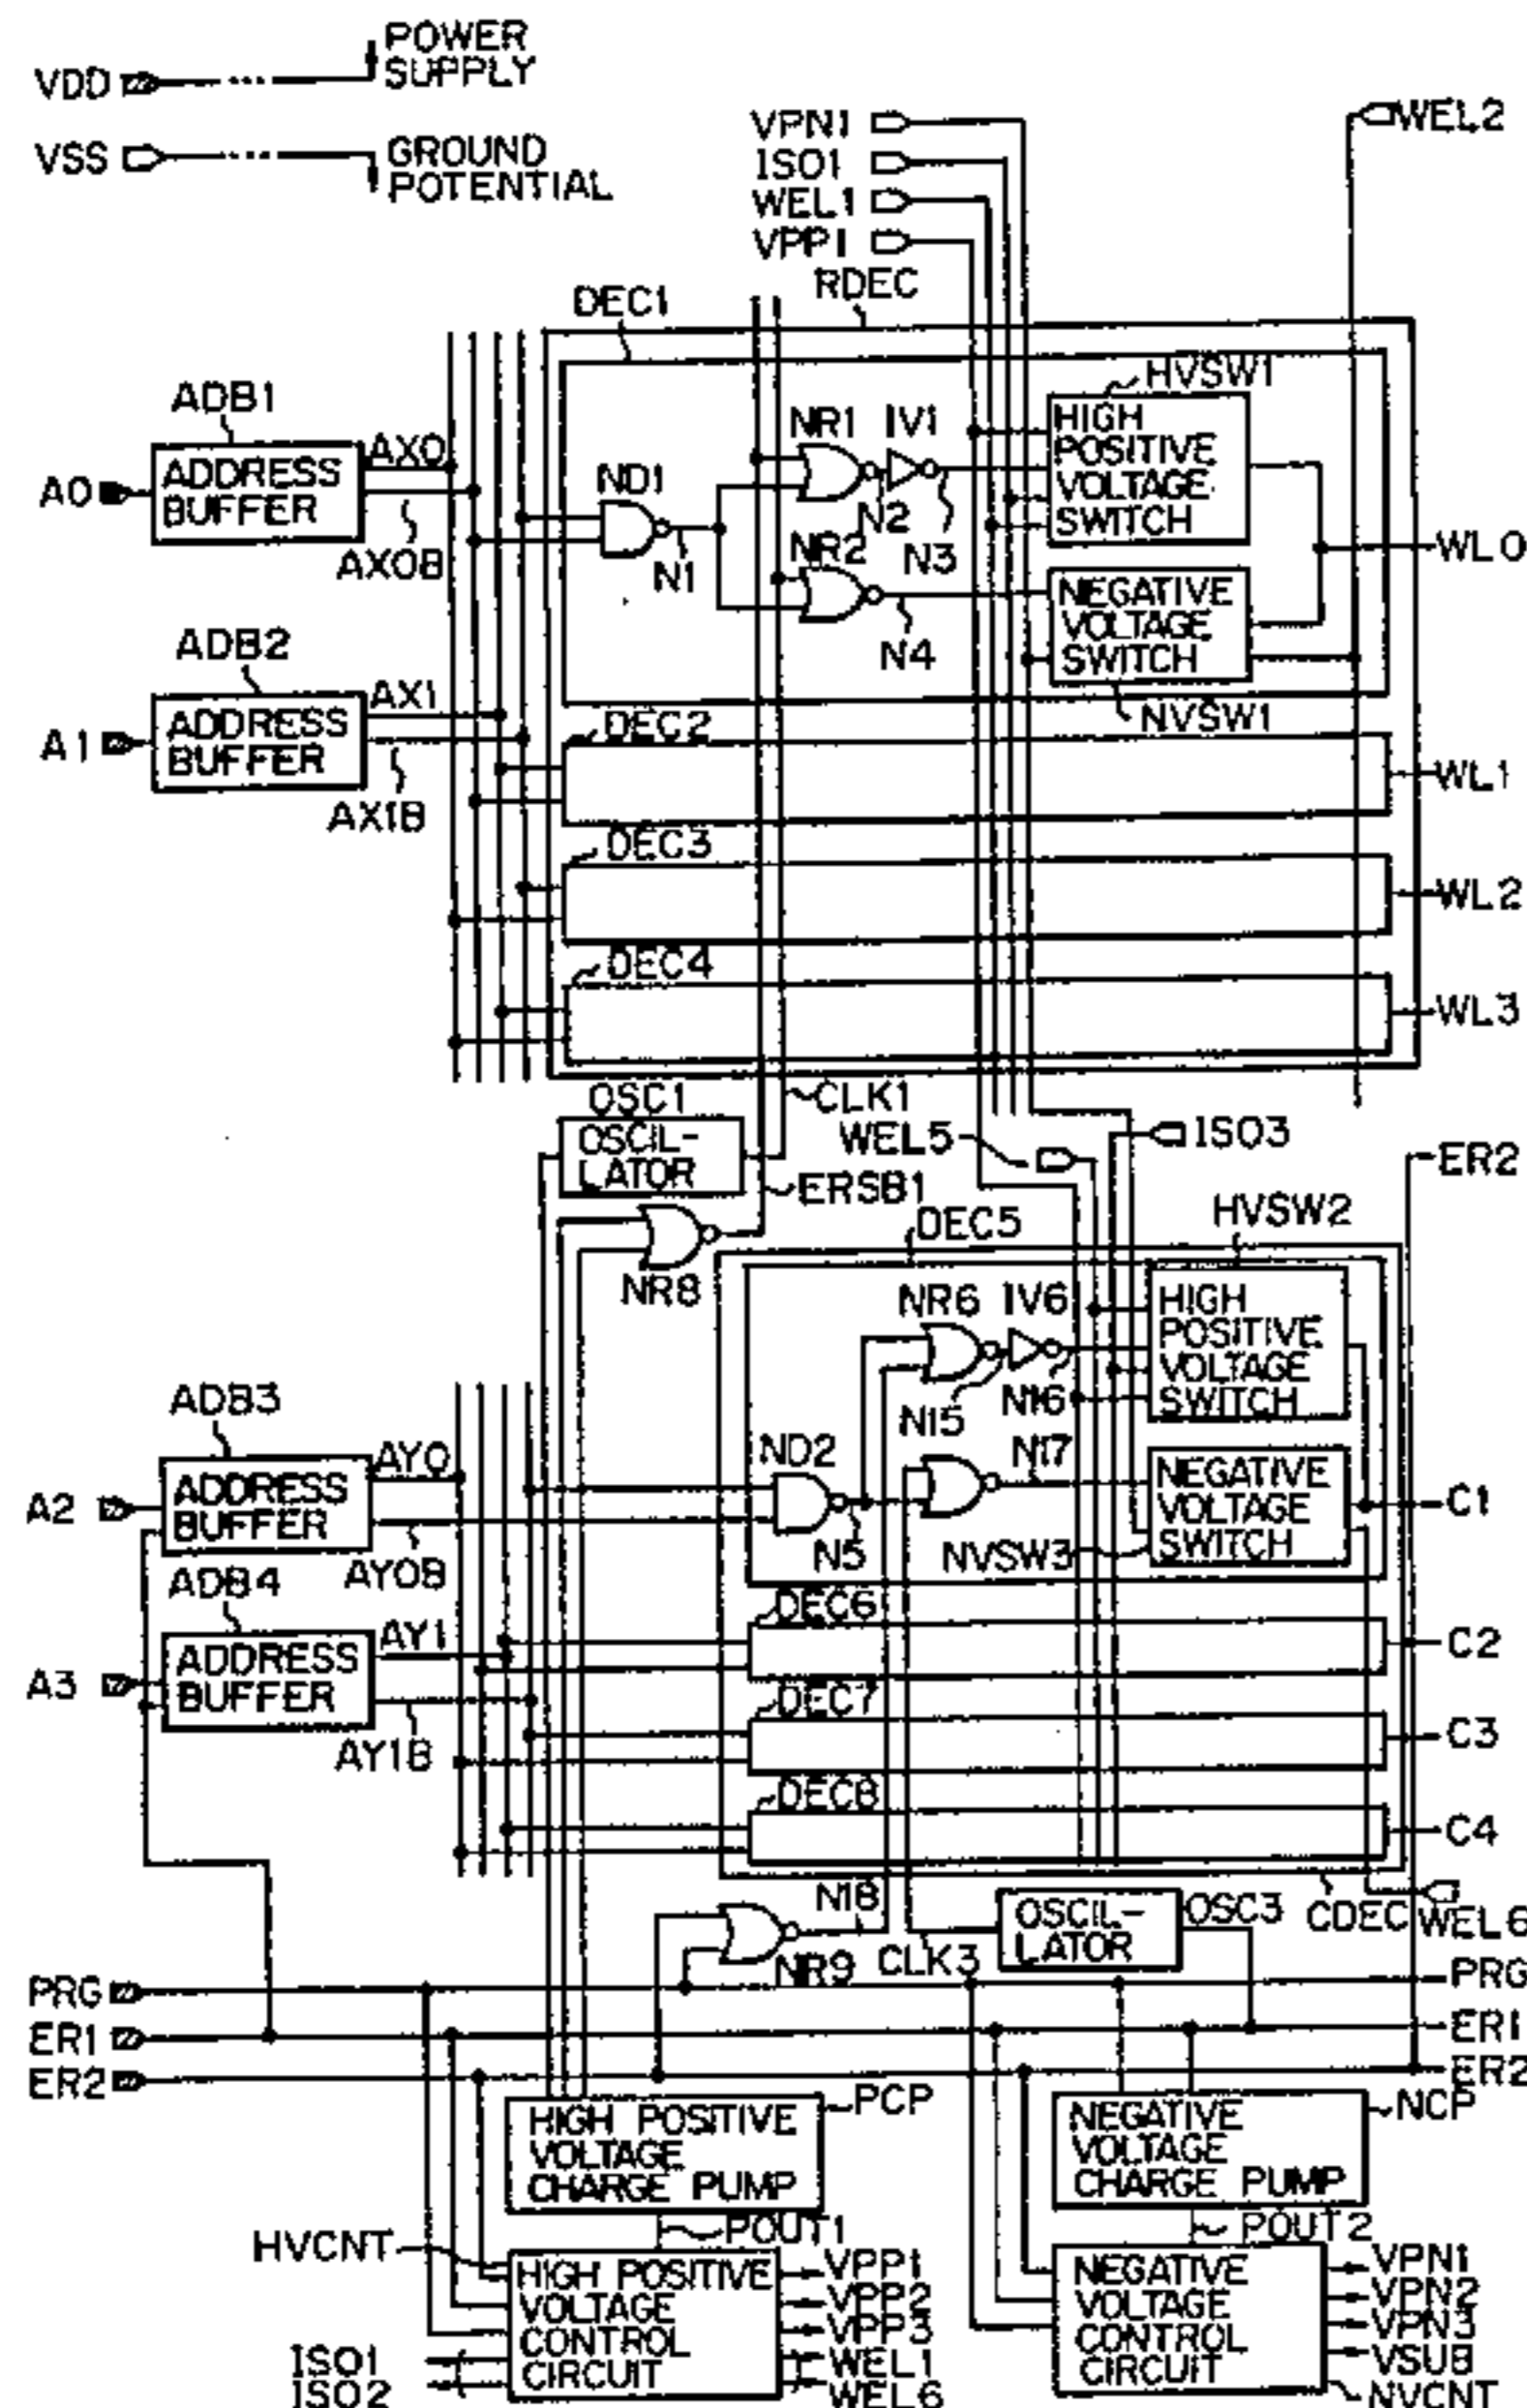 VDD
POWER
SUPPLY
VSS
GROUND
POTENTIAL
VPN1
ISO1
WEL1
VPP1
WEL2
RDEC
DEC1
HVSW1
ADB1
ADDRESS
BUFFER
A0
AX0
AX0B
ND1
N1
NR1
IV1
N2
N3
NR2
N4
HIGH
POSITIVE
VOLTAGE
SWITCH
WL0
NEGATIVE
VOLTAGE
SWITCH
NVSW1
ADB2
ADDRESS
BUFFER
A1
AX1
AX1B
DEC2
WL1
DEC3
WL2
DEC4
WL3
OSC1
OSCIL-
LATOR
CLK1
ERSB1
NR8
WEL5
ISO3
ER2
DEC5
HVSW2
NR6
IV6
N15
N16
HIGH
POSITIVE
VOLTAGE
SWITCH
ADB3
ADDRESS
BUFFER
A2
AY0
AY0B
ND2
N5
N17
NVSW3
NEGATIVE
VOLTAGE
SWITCH
C1
ADB4
ADDRESS
BUFFER
A3
AY1
AY1B
DEC6
C2
DEC7
C3
DEC8
C4
N18
NR9
CLK3
OSCIL-
LATOR
OSC3
CDEC
WEL6
PRG
PRG
ER1
ER1
ER2
ER2
HIGH POSITIVE
VOLTAGE
CHARGE PUMP
PCP
NEGATIVE
VOLTAGE
CHARGE PUMP
NCP
POUT1
POUT2
HVCNT
HIGH POSITIVE
VOLTAGE
CONTROL
CIRCUIT
VPP1
VPP2
VPP3
WEL1
WEL6
ISO1
ISO2
NEGATIVE
VOLTAGE
CONTROL
CIRCUIT
VPN1
VPN2
VPN3
VSUB
NVCNT